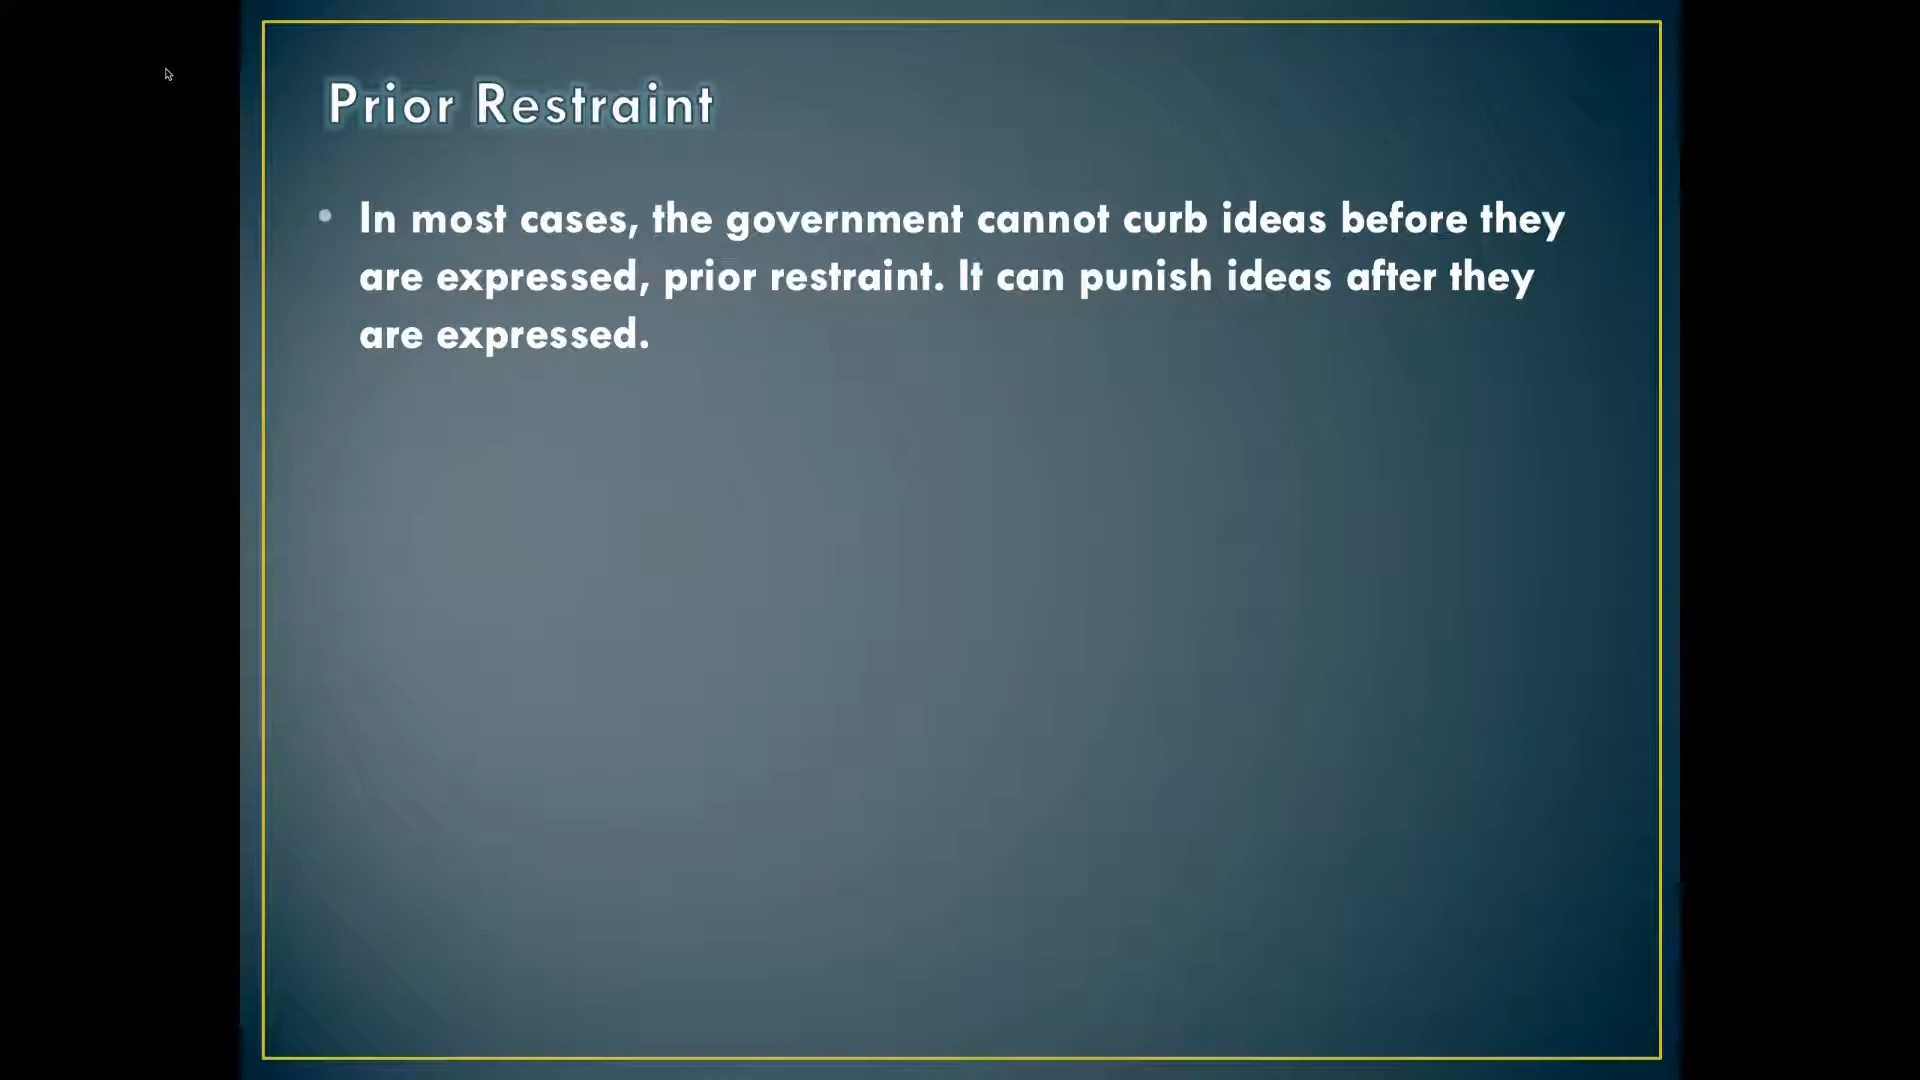 Prior Restraint
• In most cases, the government cannot curb ideas before they
are expressed, prior restraint. It can punish ideas after they
are expressed.